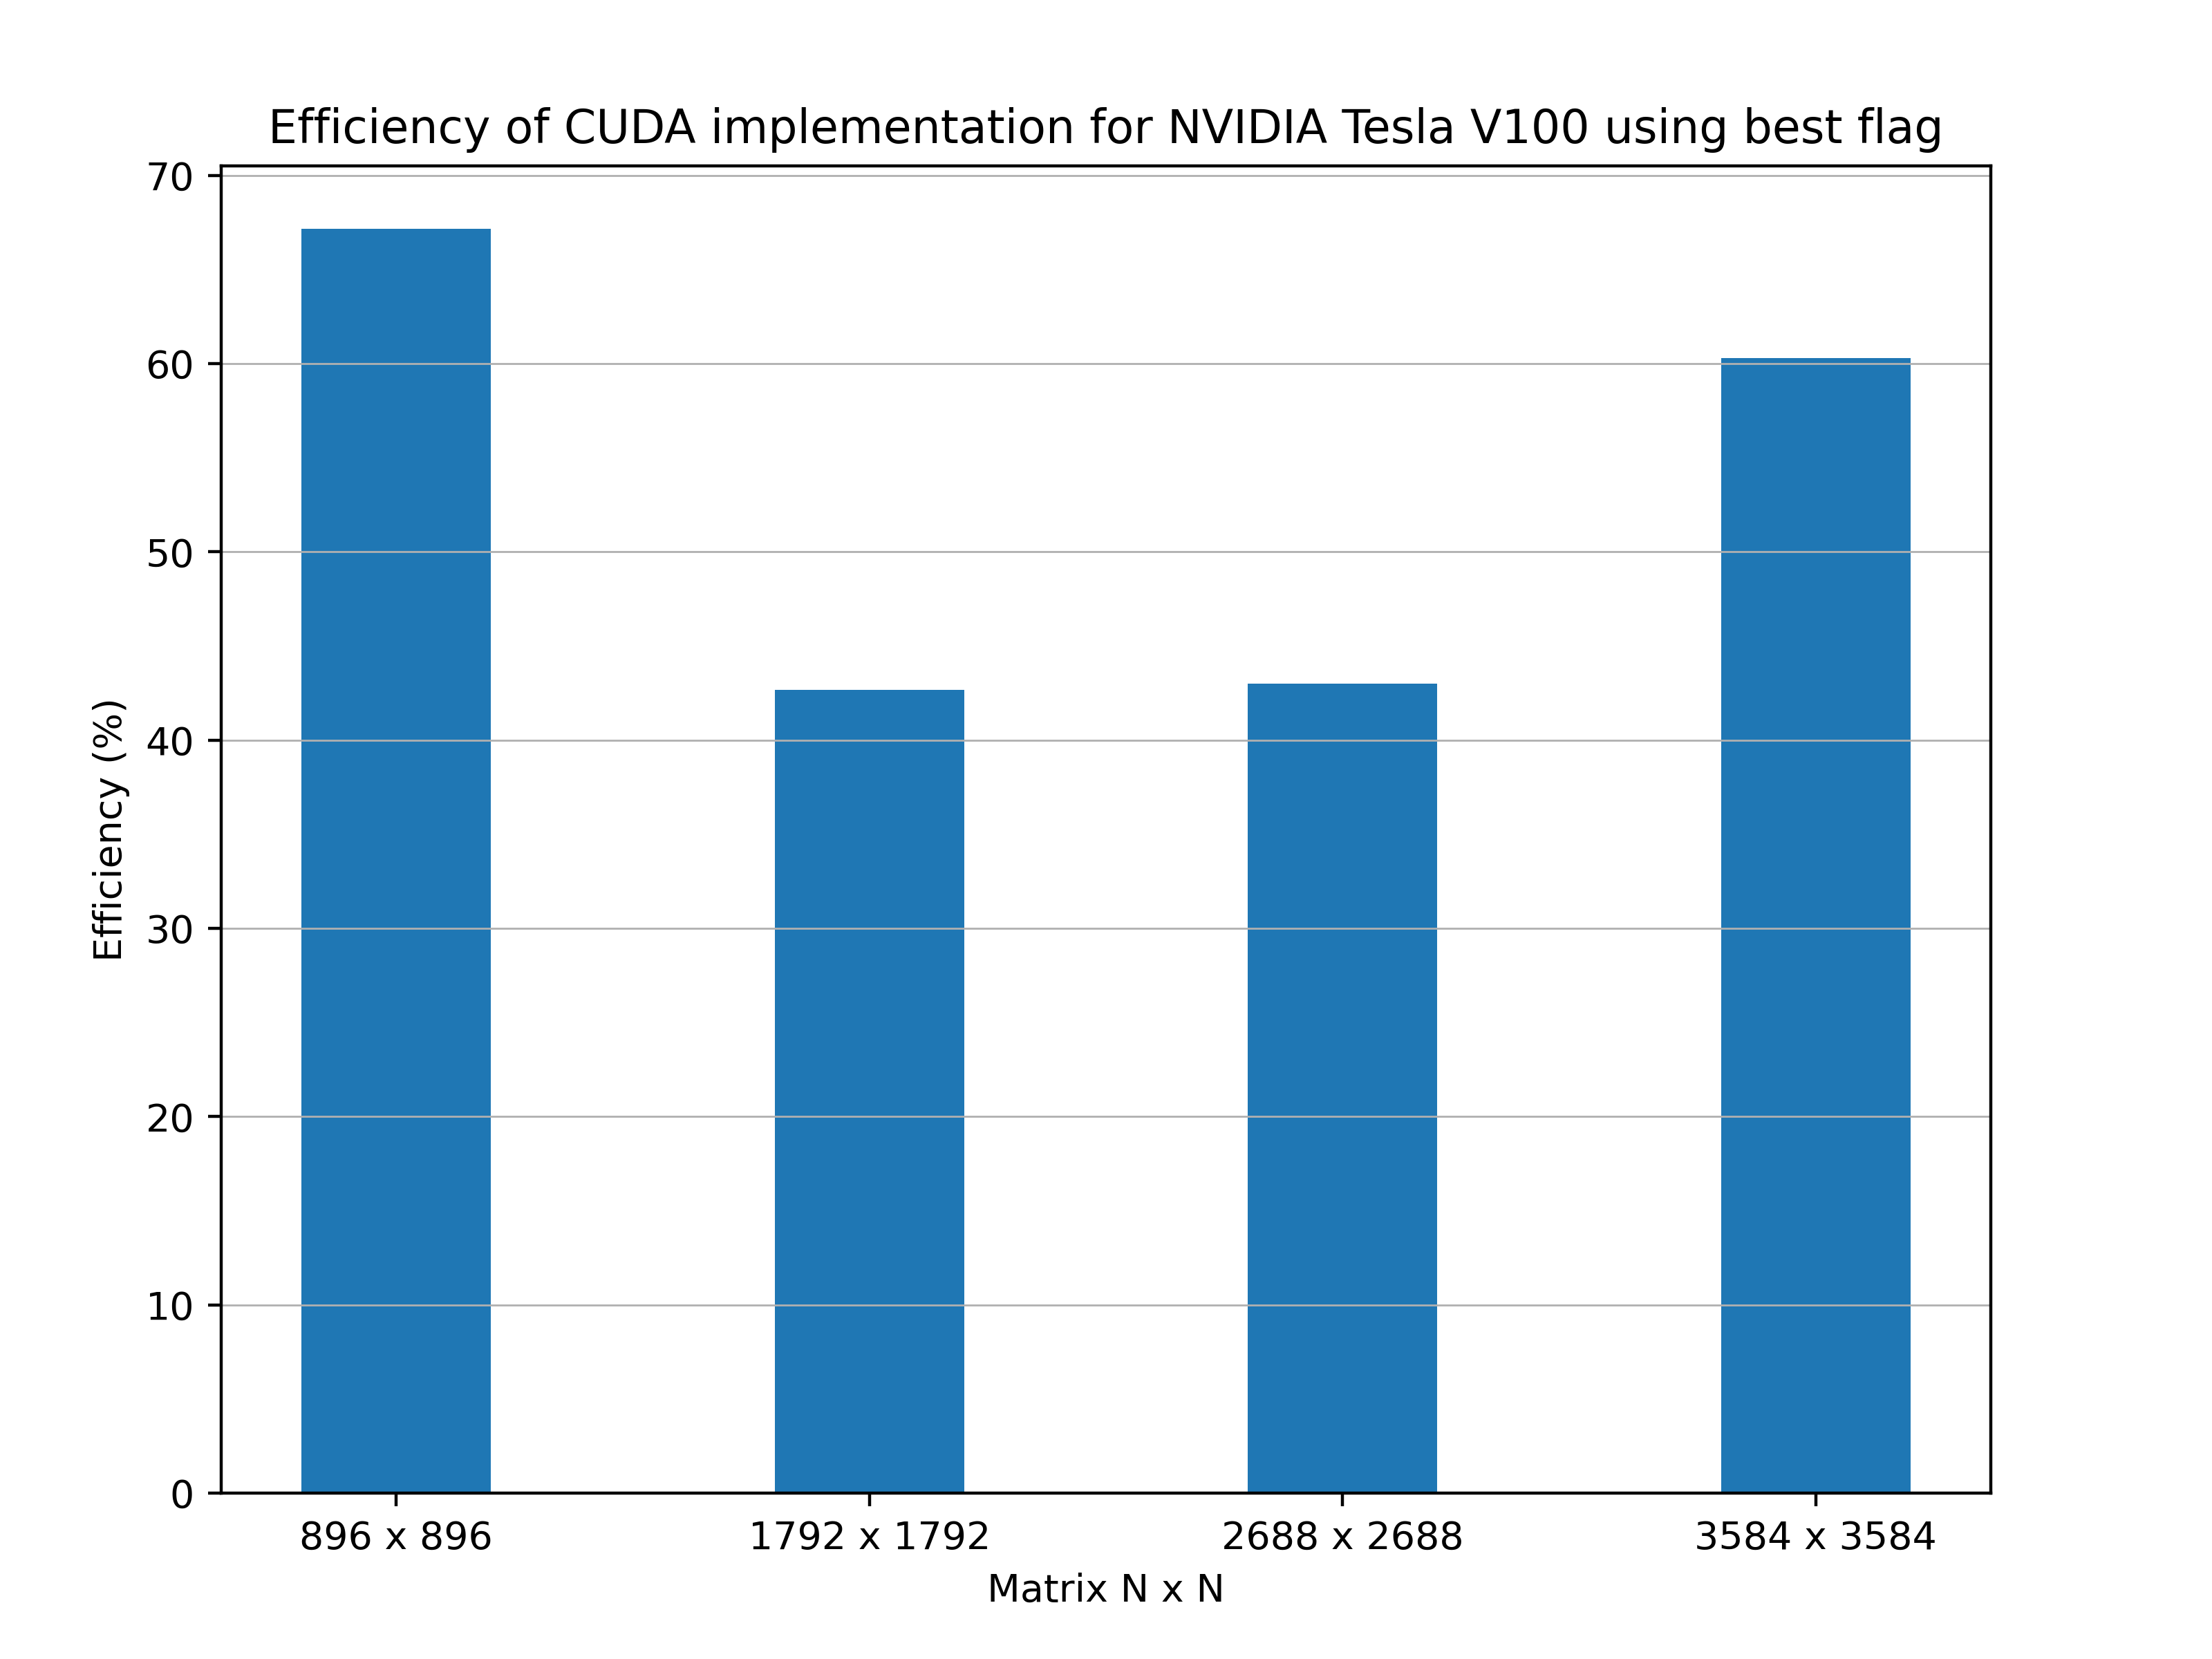 Efficiency of CUDA implementation for NVIDIA Tesla V100 using best flag
70
60
50
40
30
20
10
0
Efficiency (%)
896 x 896
1792 x 1792
2688 x 2688
3584 x 3584
Matrix N x N